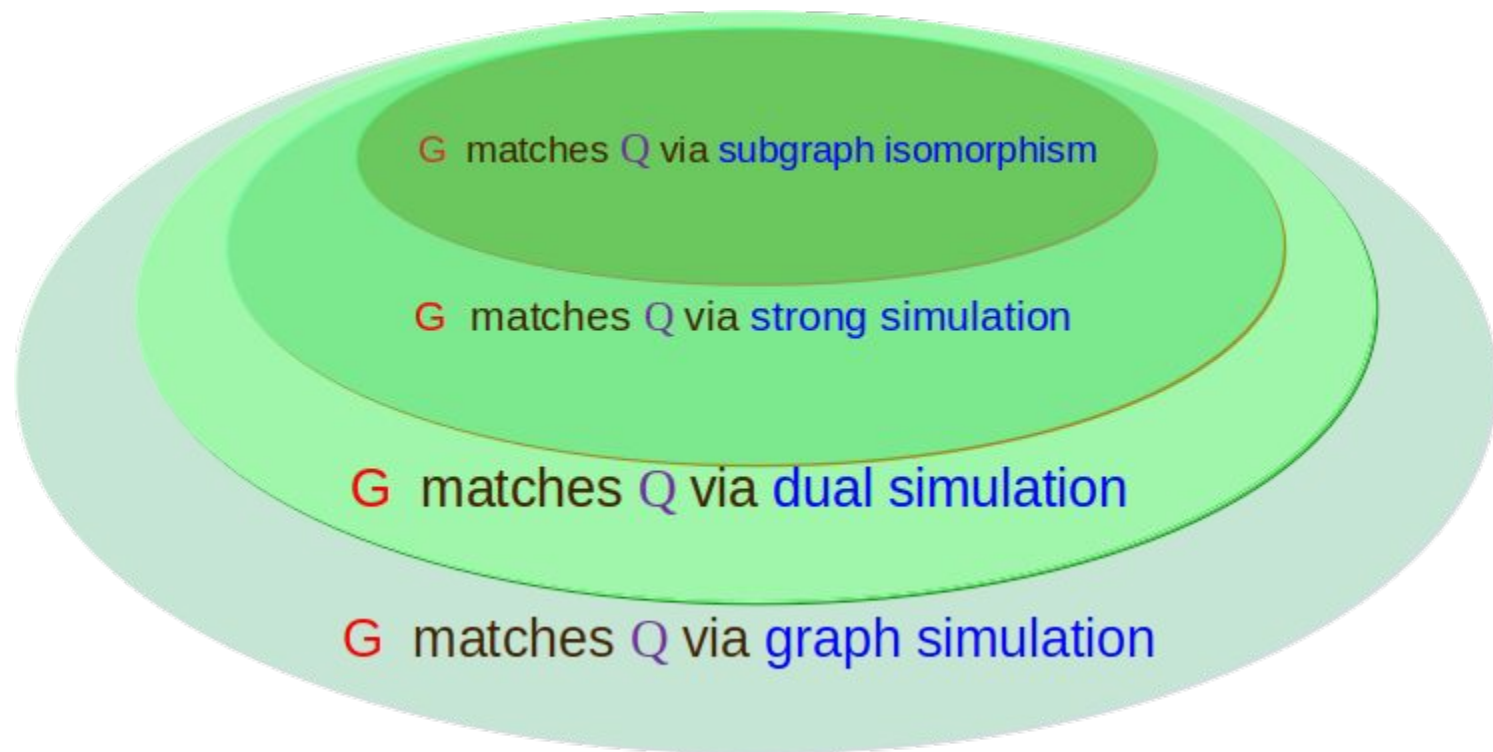 G matches Q via subgraph isomorphism
G matches Q via strong simulation
G matches Q via dual simulation
G matches Q via graph simulation